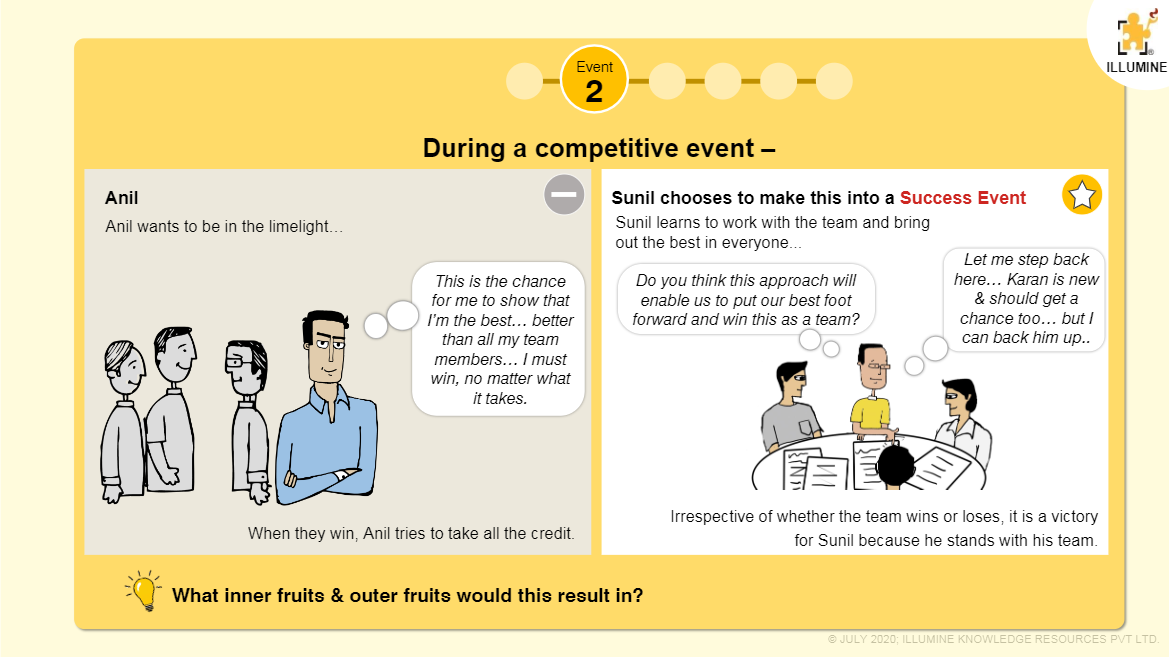 ILLUMINE
Event
2
During a competitive event –
Anil
Anil wants to be in the limelight…
This is the chance
for me to show that
I'm the best… better
than all my team
members… I must
win, no matter what
it takes.
When they win, Anil tries to take all the credit.
Sunil chooses to make this into a Success Event
Sunil learns to work with the team and bring
out the best in everyone…
Do you think this approach will
enable us to put our best foot
forward and win this as a team?
Let me step back
here… Karan is new
& should get a
chance too… but I
can back him up..
Irrespective of whether the team wins or loses, it is a victory
for Sunil because he stands with his team.
What inner fruits & outer fruits would this result in?
© JULY 2020; ILLUMINE KNOWLEDGE RESOURCES PVT LTD.